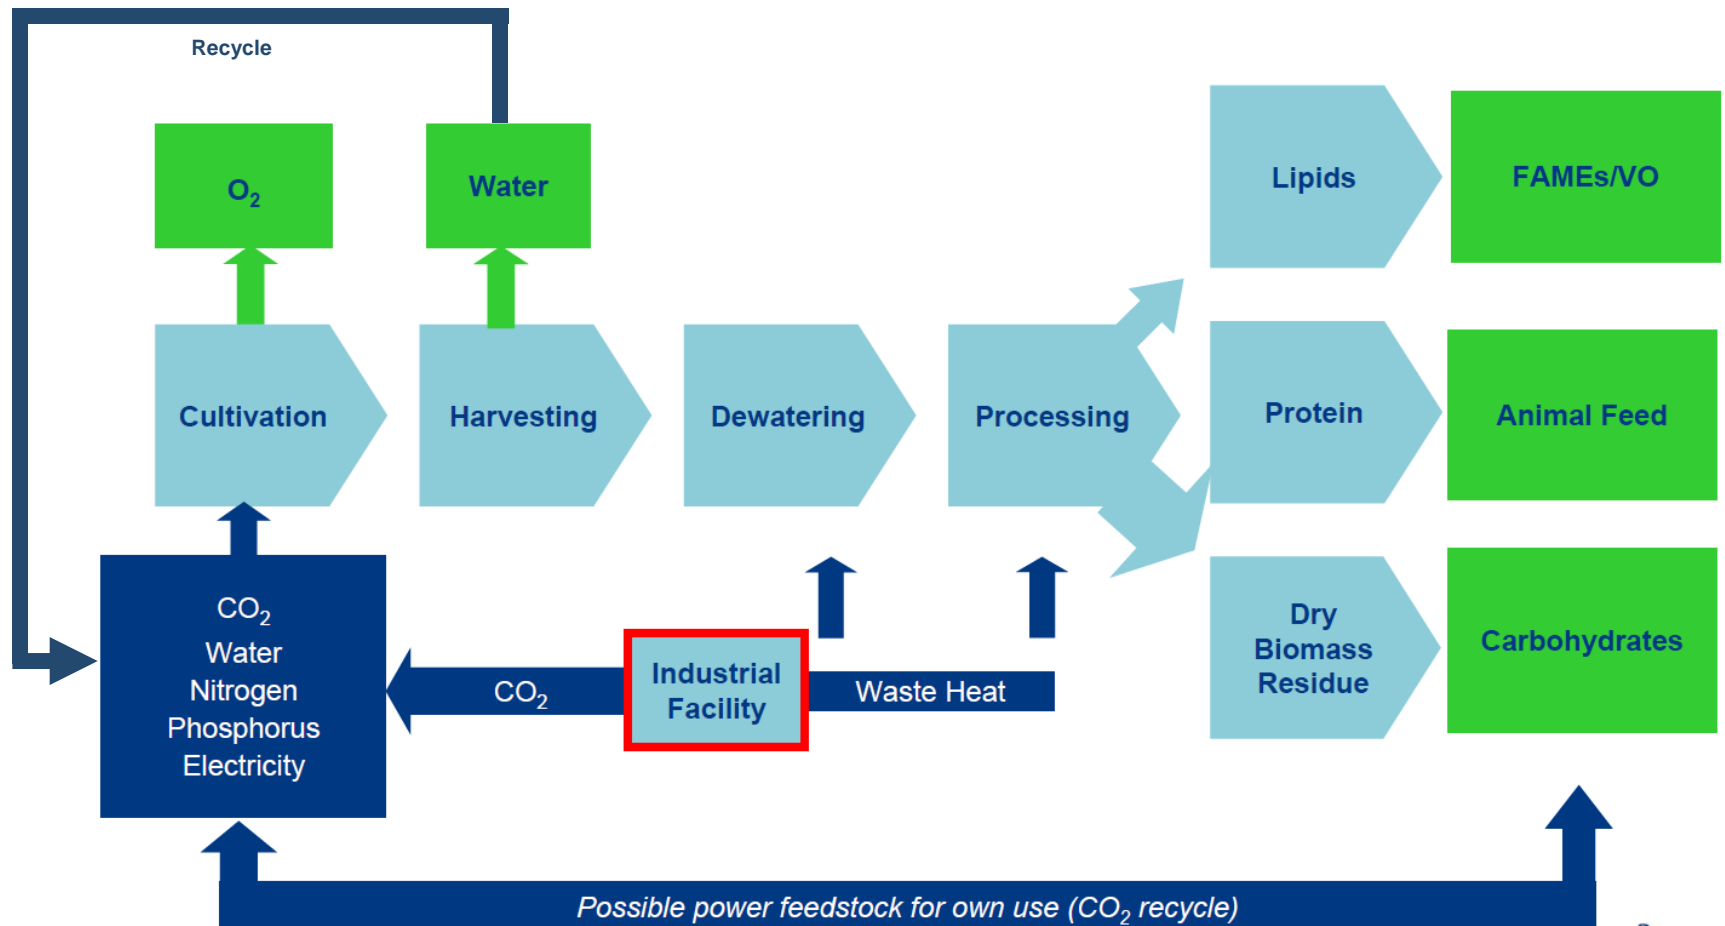 Recycle
O2
Water
Lipids
FAMEs/VO
Cultivation
Harvesting
Dewatering
Processing
Protein
Animal Feed
CO2
Water
Nitrogen
Phosphorus
Electricity
CO2
Industrial
Facility
Waste Heat
Dry
Biomass
Residue
Carbohydrates
Possible power feedstock for own use (CO2 recycle)